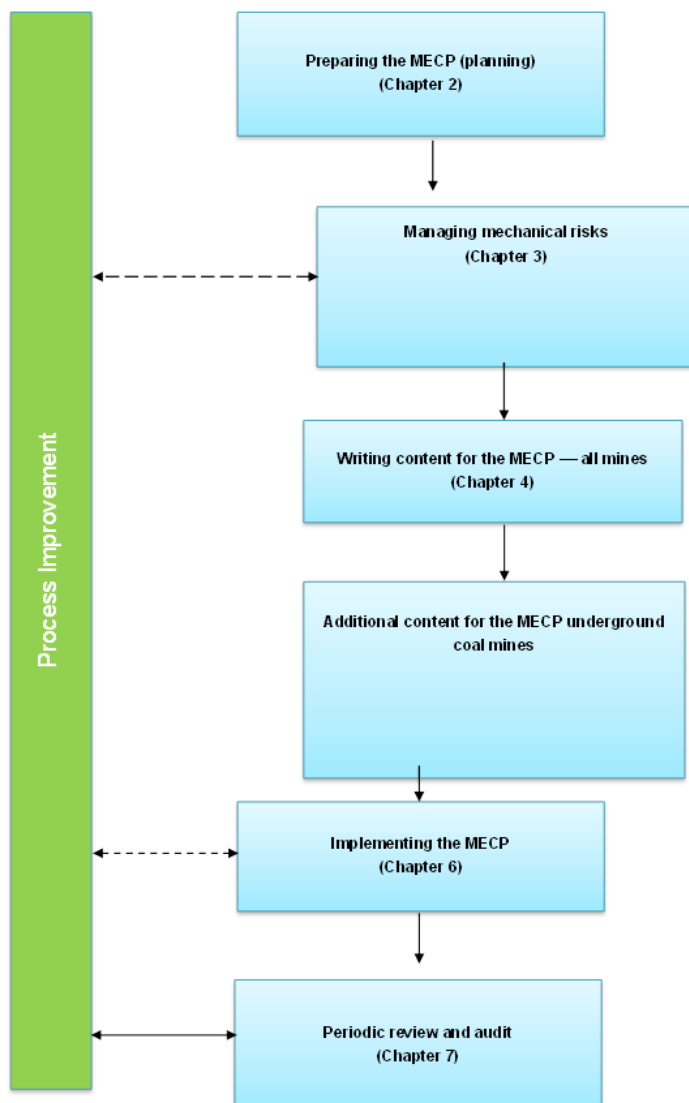 Preparing the MECP (planning)
(Chapter 2)
Managing mechanical risks
(Chapter 3)
Writing content for the MECP — all mines
(Chapter 4)
Additional content for the MECP underground
coal mines
Implementing the MECP
(Chapter 6)
Periodic review and audit
(Chapter 7)
Process Improvement